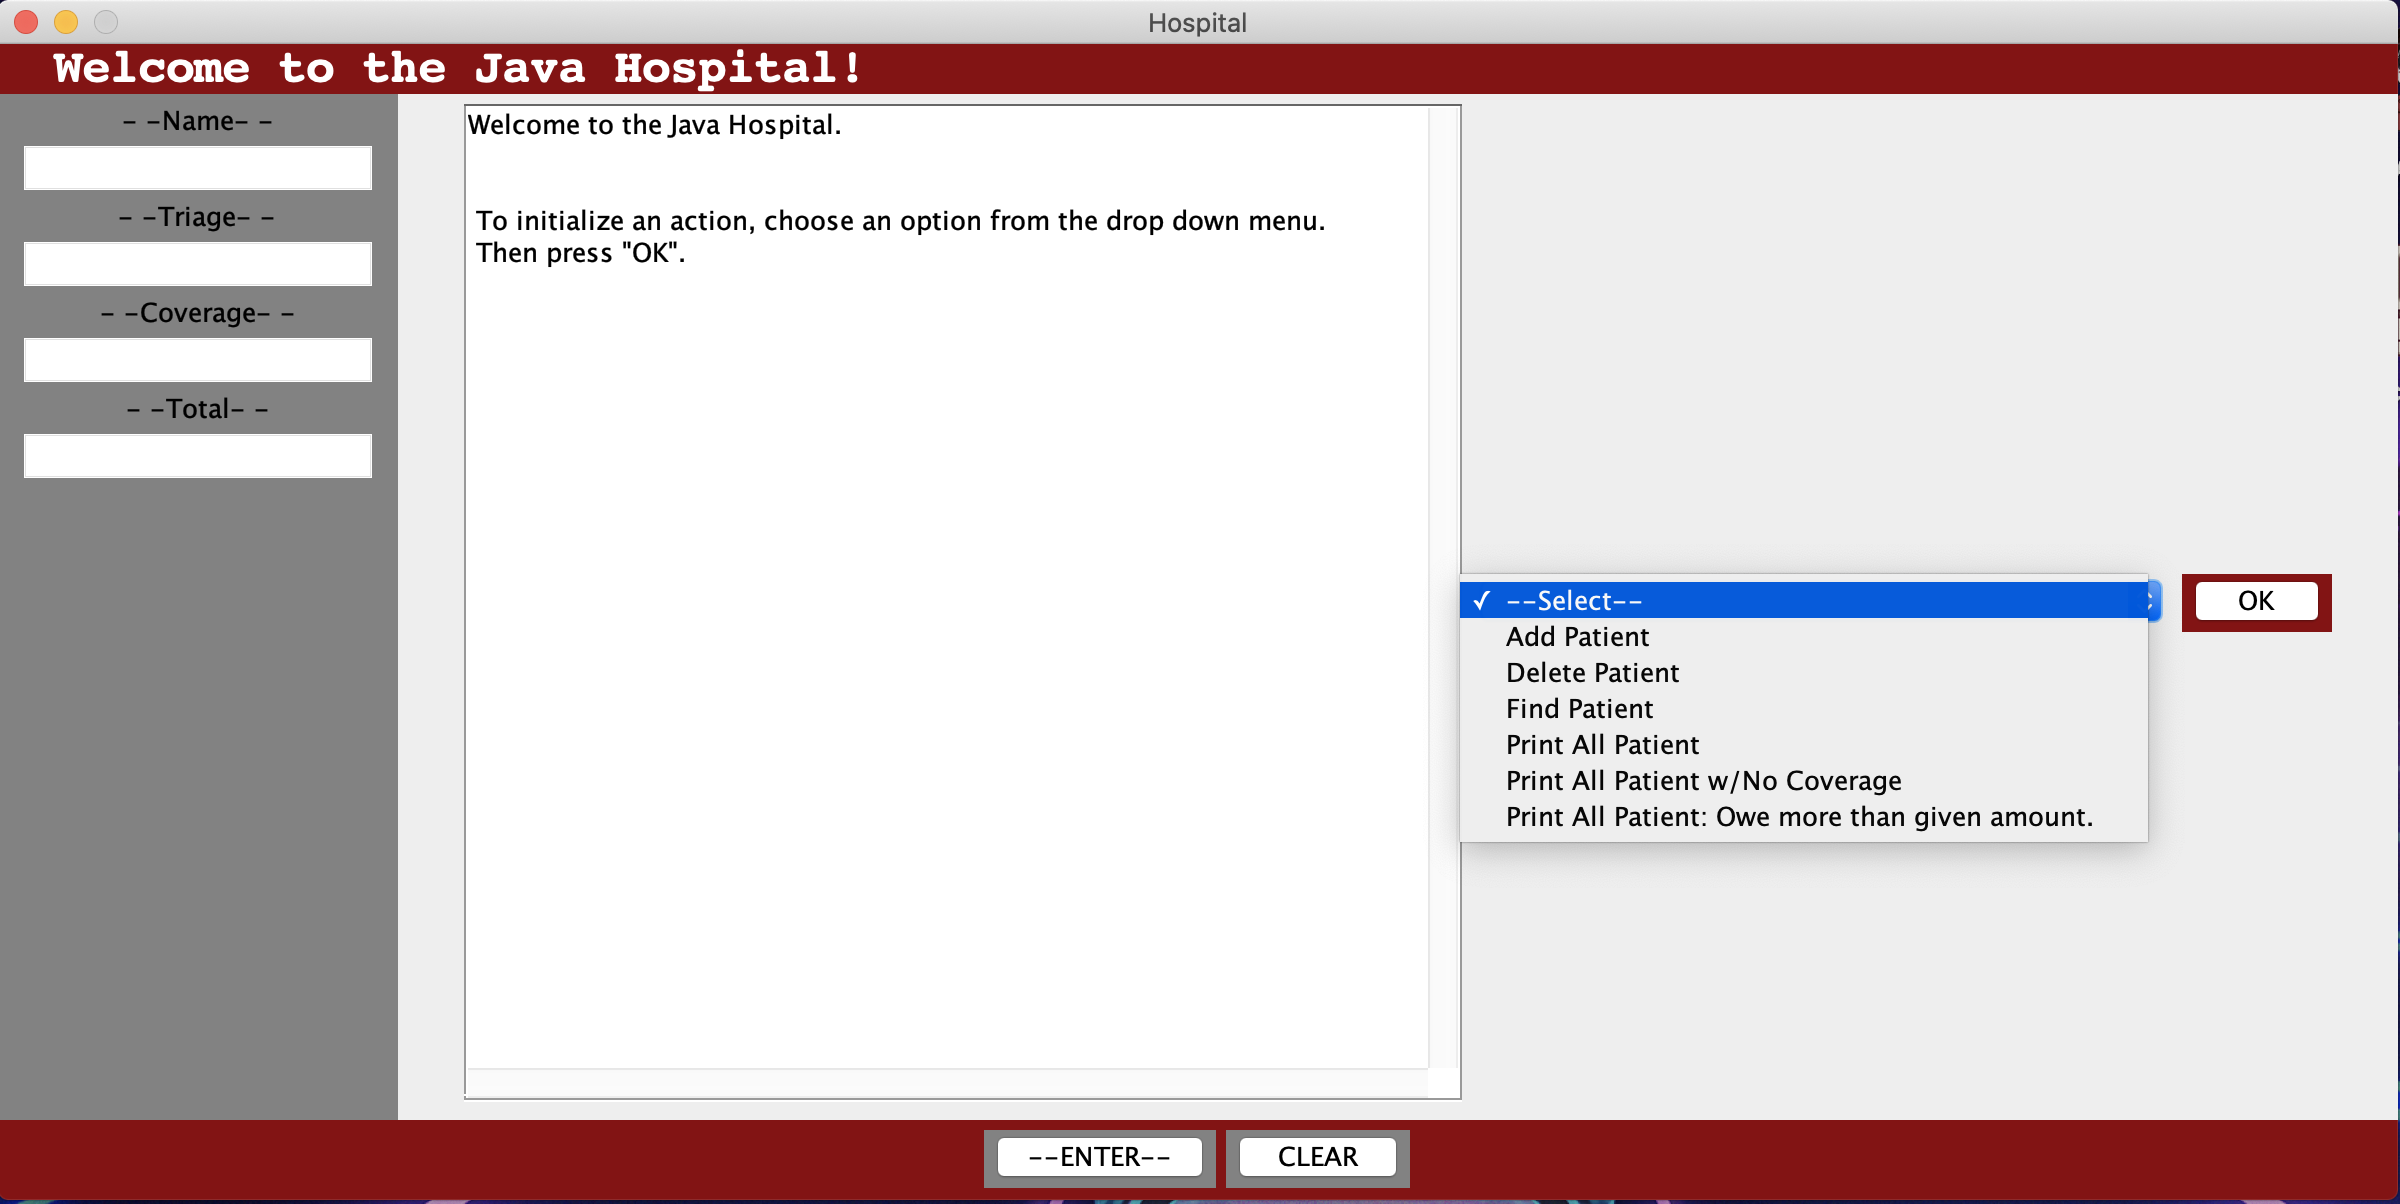 Hospital
Welcome to the Java Hospital!
- -Name- -
- -Triage- -
- -Coverage- -
- -Total- -
Welcome to the Java Hospital.
To initialize an action, choose an option from the drop down menu.
Then press "OK".
✓ --Select--
Add Patient
Delete Patient
Find Patient
Print All Patient
Print All Patient w/No Coverage
Print All Patient: Owe more than given amount.
OK
--ENTER--
CLEAR